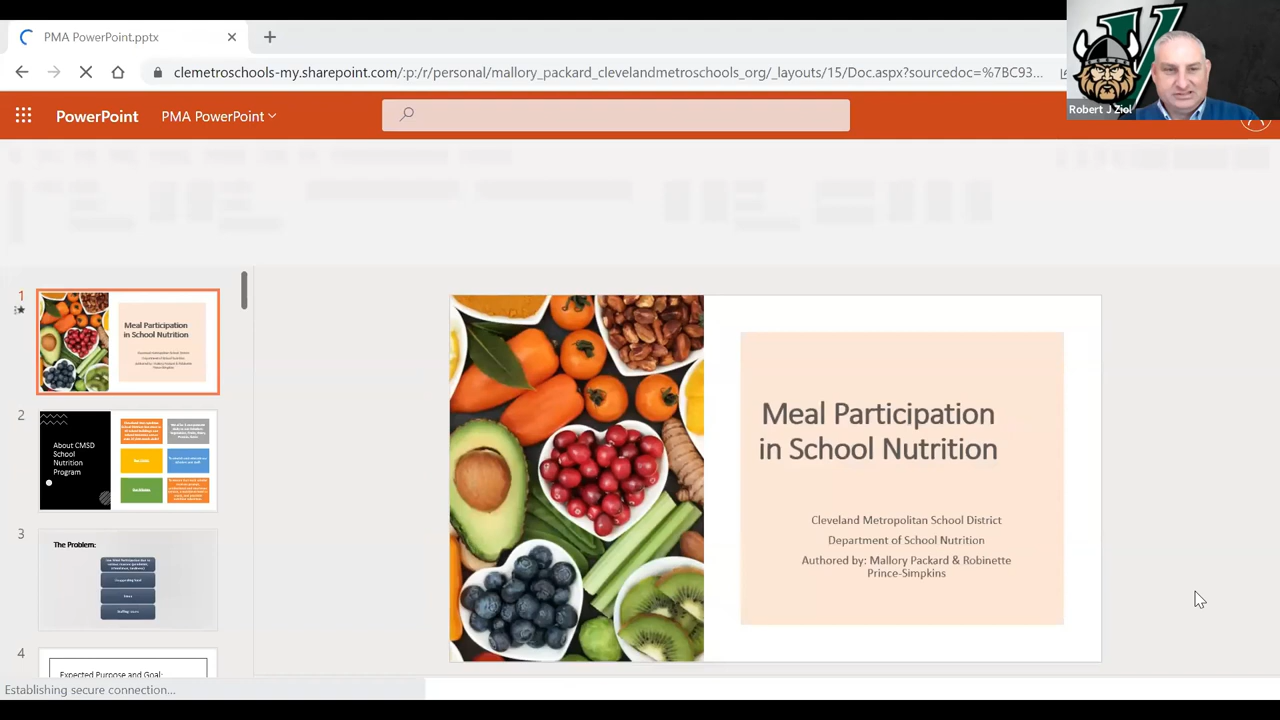 PMA PowerPoint.pptx
clemetroschools-my.sharepoint.com/:p:/r/personal/mallory_packard_clevelandmetroschools_org/_layouts/15/Doc.aspx?sourcedoc=%7BC93...
Robert J Ziol
PowerPoint
PMA PowerPoint
1
Meal Participation
in School Nutrition
2
About CMSD
School
Nutrition
Program
3
The Problem:
4
Expected Purpose and Goal:
Meal Participation
in School Nutrition
Cleveland Metropolitan School District
Department of School Nutrition
Authored by: Mallory Packard & Robinette
Prince-Simpkins
Establishing secure connection...